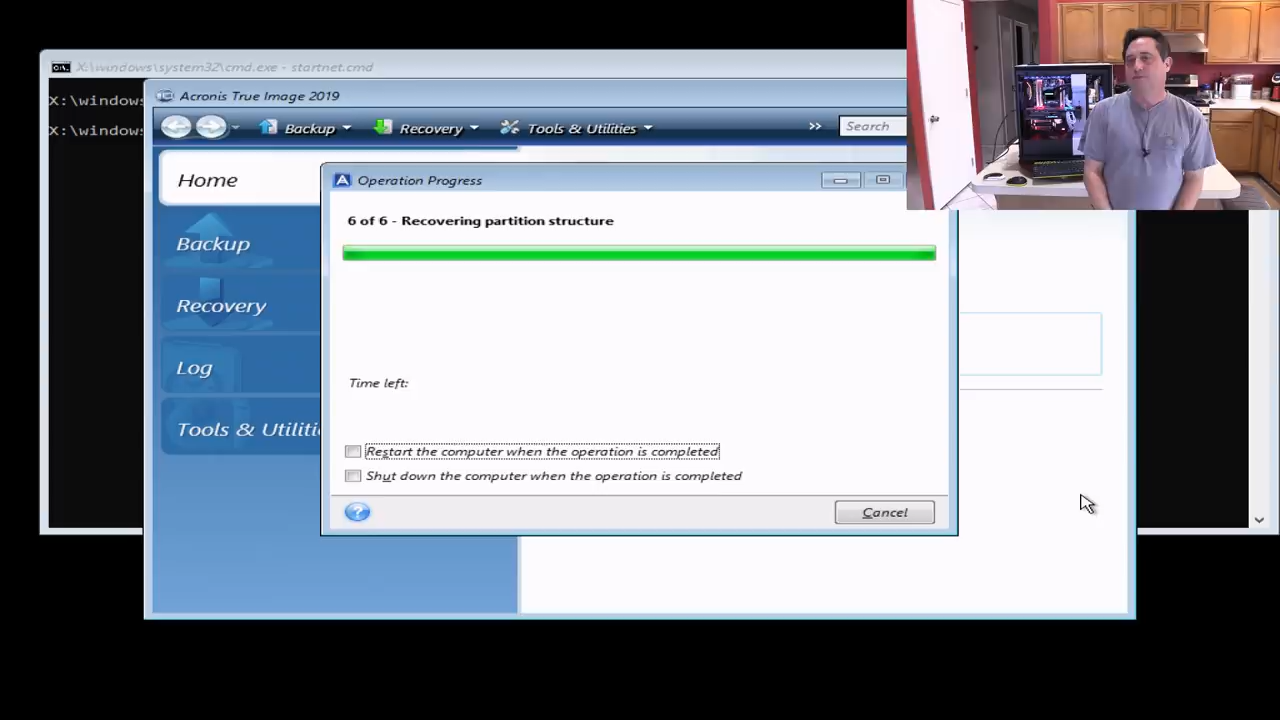 X:\windows\system32\cmd.exe - startnet.cmd
X:\window
X:\window
Acronis True Image 2019
Backup
Recovery
Tools & Utilities
>>
Search
Home
Backup
Recovery
Log
Tools & Utiliti
Operation Progress
6 of 6 - Recovering partition structure
Time left:
Restart the computer when the operation is completed
Shut down the computer when the operation is completed
?
Cancel